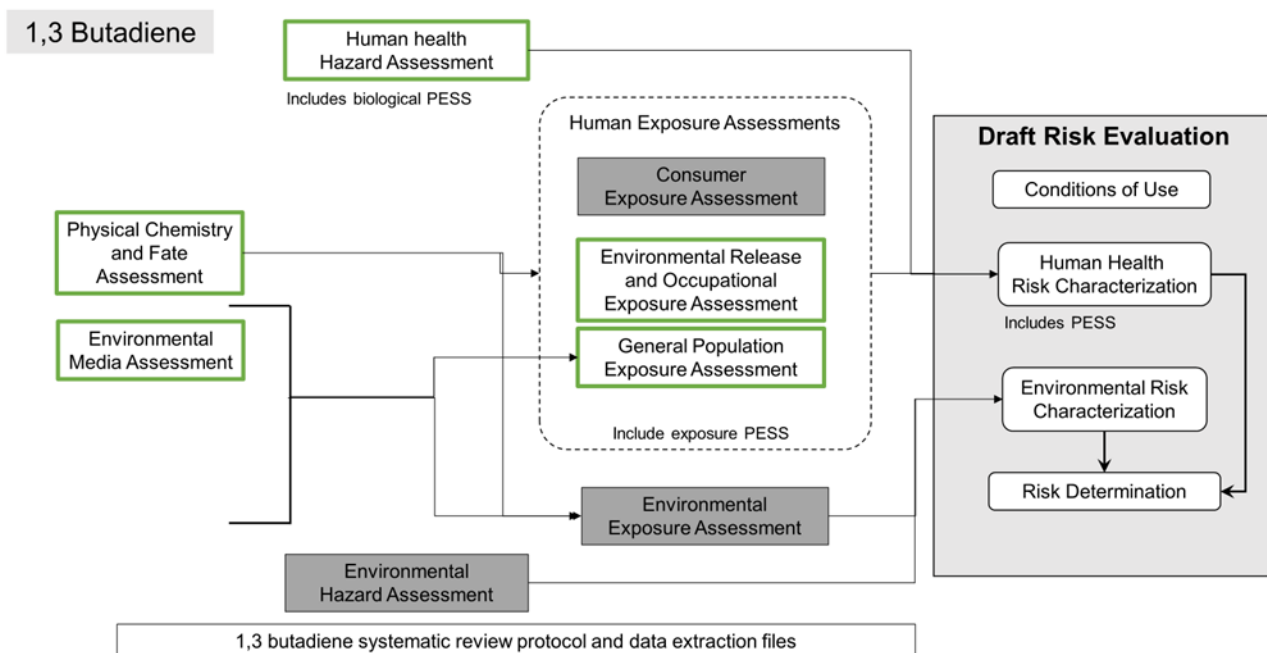 1,3 Butadiene
Human health
Hazard Assessment
Includes biological PESS
Human Exposure Assessments
Consumer
Exposure Assessment
Physical Chemistry
and Fate
Assessment
Environmental Release
and Occupational
Exposure Assessment
Environmental
Media Assessment
General Population
Exposure Assessment
Include exposure PESS
Environmental
Exposure Assessment
Environmental
Hazard Assessment
Draft Risk Evaluation
Conditions of Use
Human Health
Risk Characterization
Includes PESS
Environmental Risk
Characterization
Risk Determination
1,3 butadiene systematic review protocol and data extraction files